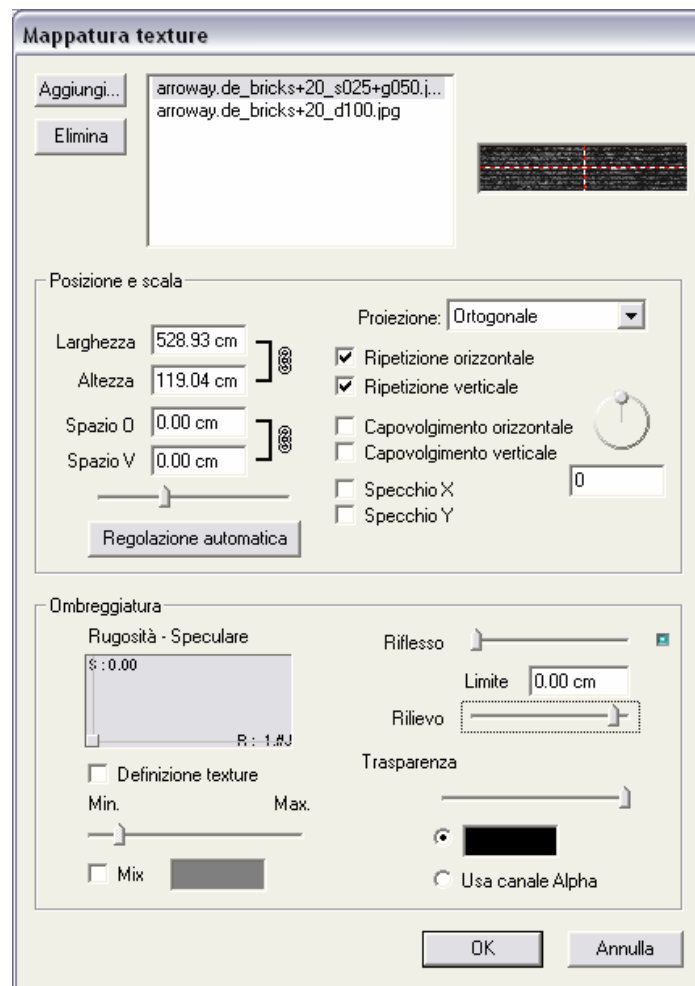 Mappatura texture
Aggiungi...
arroway.de_bricks+20_s025+g050.j...
arroway.de_bricks+20_d100.jpg
Elimina
Posizione e scala
Larghezza 528.93 cm
Altezza 119.04 cm
Spazio O 0.00 cm
Spazio V 0.00 cm
Regolazione automatica
Proiezione: Ortogonale
Ripetizione orizzontale
Ripetizione verticale
Capovolgimento orizzontale
Capovolgimento verticale
Specchio X
Specchio Y
0
Ombreggiatura
Rugosità - Speculare
S : 0.00
R : 1.#J
Definizione texture
Min. Max.
Mix
Riflesso
Limite 0.00 cm
Rilievo
Trasparenza
Usa canale Alpha
OK
Annulla